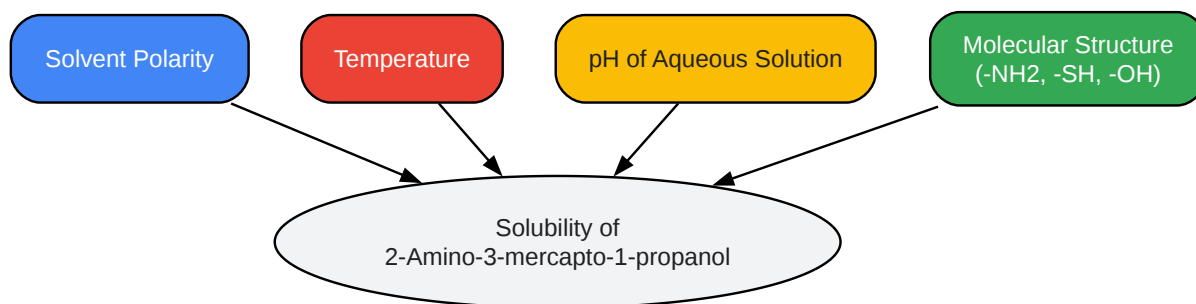 Solvent Polarity
Temperature
pH of Aqueous Solution
Molecular Structure
(-NH2, -SH, -OH)
Solubility of
2-Amino-3-mercapto-1-propanol